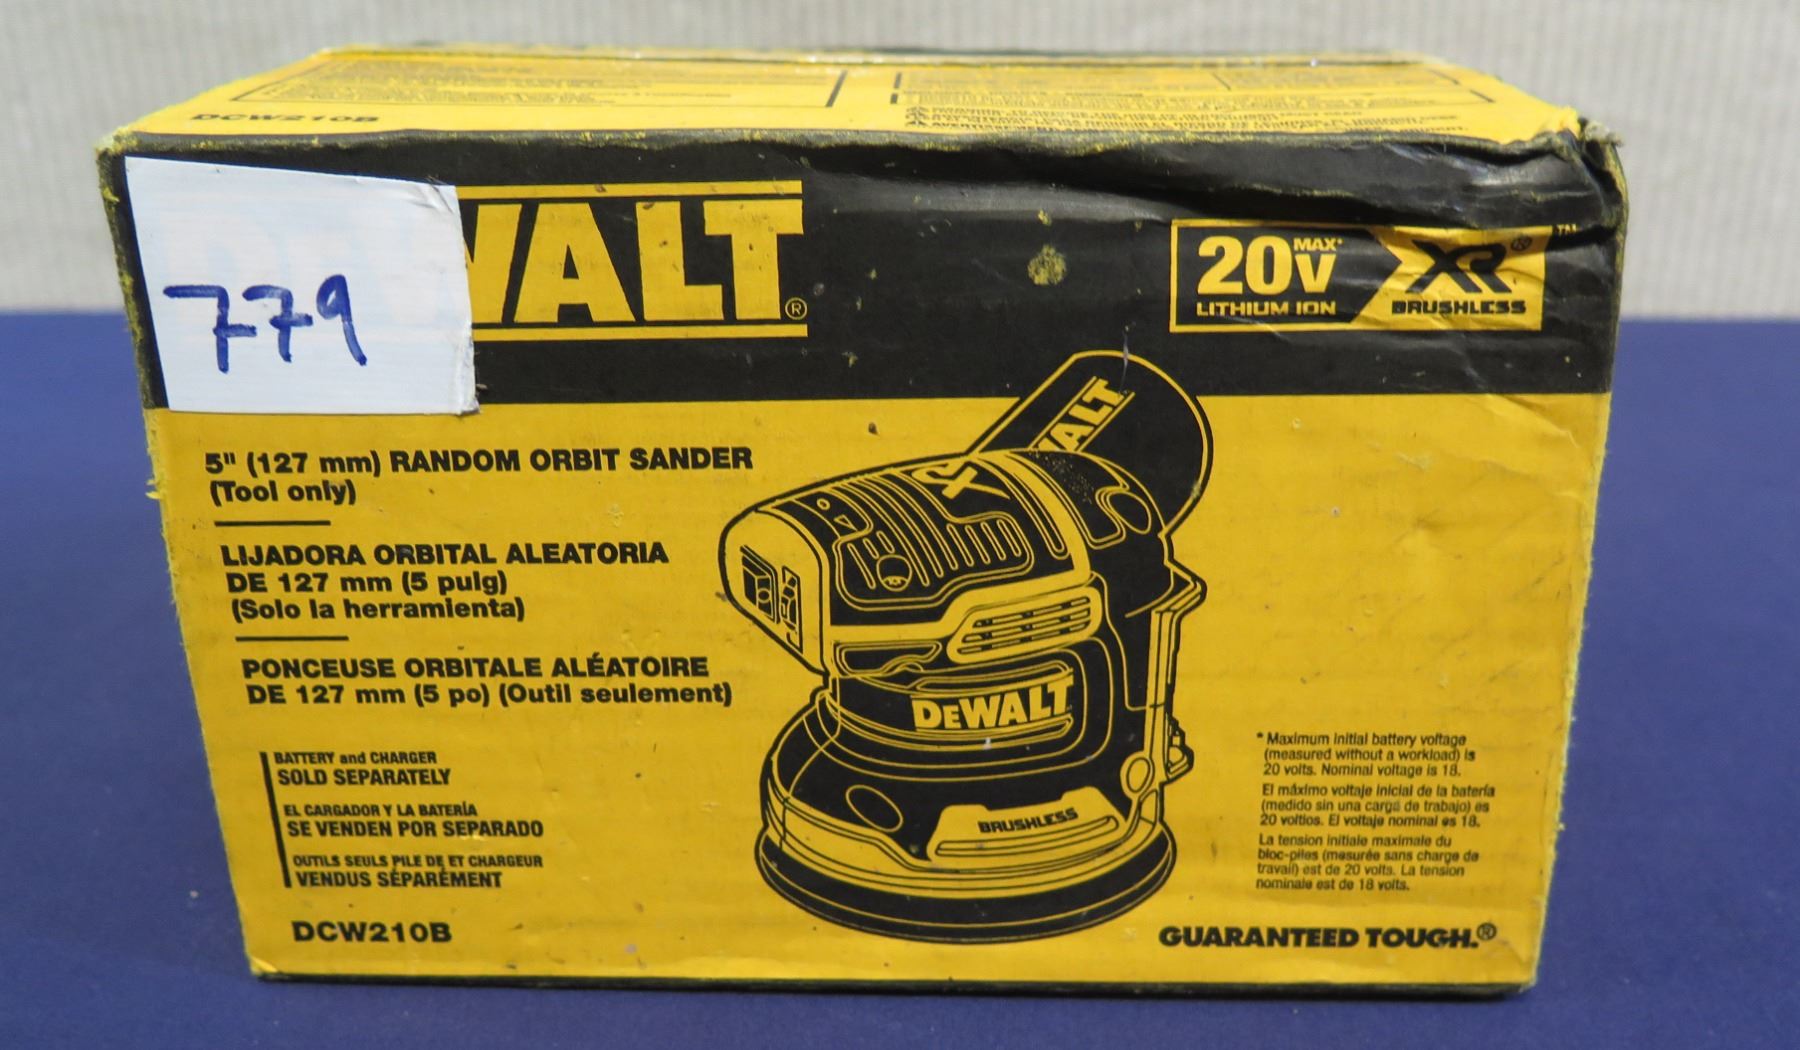 DCW210B
779
WALT®
20V MAX* XR® ™
LITHIUM ION BRUSHLESS
5" (127 mm) RANDOM ORBIT SANDER
(Tool only)
LIJADORA ORBITAL ALEATORIA
DE 127 mm (5 pulg)
(Solo la herramienta)
PONCEUSE ORBITALE ALÉATOIRE
DE 127 mm (5 po) (Outil seulement)
BATTERY and CHARGER
SOLD SEPARATELY
EL CARGADOR Y LA BATERÍA
SE VENDEN POR SEPARADO
OUTILS SEULS PILE DE ET CHARGEUR
VENDUS SÉPARÉMENT
DCW210B
WALT
XR
DEWALT
BRUSHLESS
* Maximum initial battery voltage
(measured without a workload) is
20 volts. Nominal voltage is 18.
El máximo voltaje inicial de la batería
(medido sin una carga de trabajo) es
20 voltios. El voltaje nominal es 18.
La tension initiale maximale du
bloc-piles (mesurée sans charge de
travail) est de 20 volts. La tension
nominale est de 18 volts.
GUARANTEED TOUGH.®